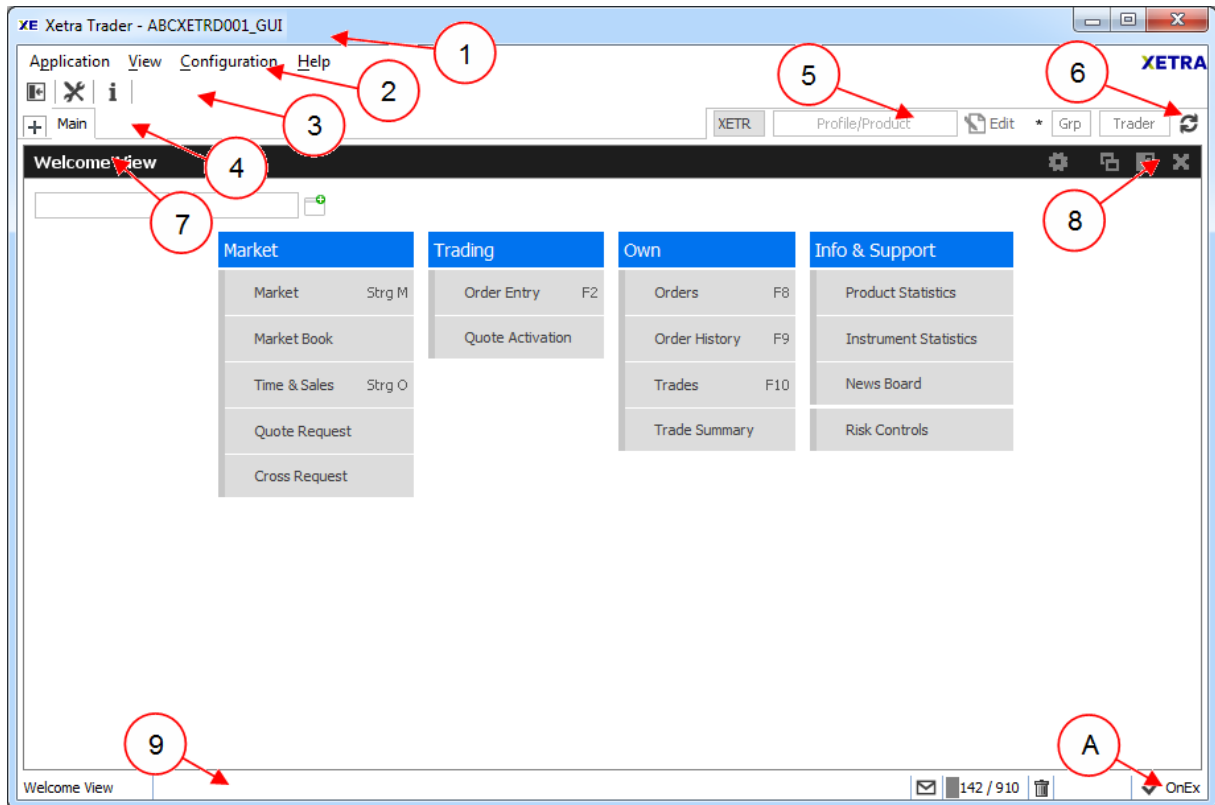 XE Xetra Trader - ABCXETRD001_GUI
1
Application View Configuration Help
XETRA
2
5
6
3
+ Main
XETR Profile/Product Edit * Grp Trader
4
Welcome View
7
8
Market Trading Own Info & Support
Market Strg M Order Entry F2 Orders F8 Product Statistics
Market Book Quote Activation Order History F9 Instrument Statistics
Time & Sales Strg O Trades F10 News Board
Quote Request Trade Summary Risk Controls
Cross Request
9
A
Welcome View 142 / 910 OnEx